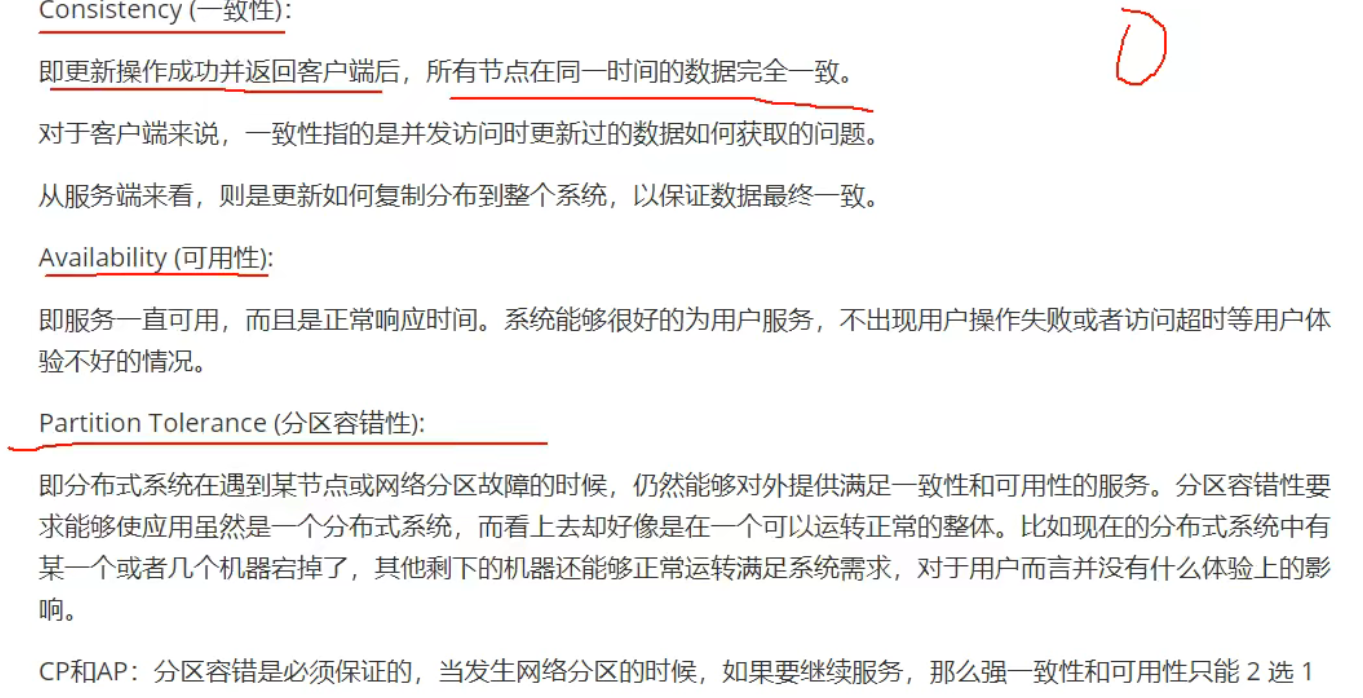 Consistency (一致性):
即更新操作成功并返回客户端后，所有节点在同一时间的数据完全一致。
对于客户端来说，一致性指的是并发访问时更新过的数据如何获取的问题。
从服务端来看，则是更新如何复制分布到整个系统，以保证数据最终一致。
Availability (可用性):
即服务一直可用，而且是正常响应时间。系统能够很好的为用户服务，不出现用户操作失败或者访问超时等用户体
验不好的情况。
Partition Tolerance (分区容错性):
即分布式系统在遇到某节点或网络分区故障的时候，仍然能够对外提供满足一致性和可用性的服务。分区容错性要
求能够使应用虽然是一个分布式系统，而看上去却好像是在一个可以运转正常的整体。比如现在的分布式系统中有
某一个或者几个机器宕掉了，其他剩下的机器还能够正常运转满足系统需求，对于用户而言并没有什么体验上的影
响。
CP和AP：分区容错是必须保证的，当发生网络分区的时候，如果要继续服务，那么强一致性和可用性只能 2 选 1